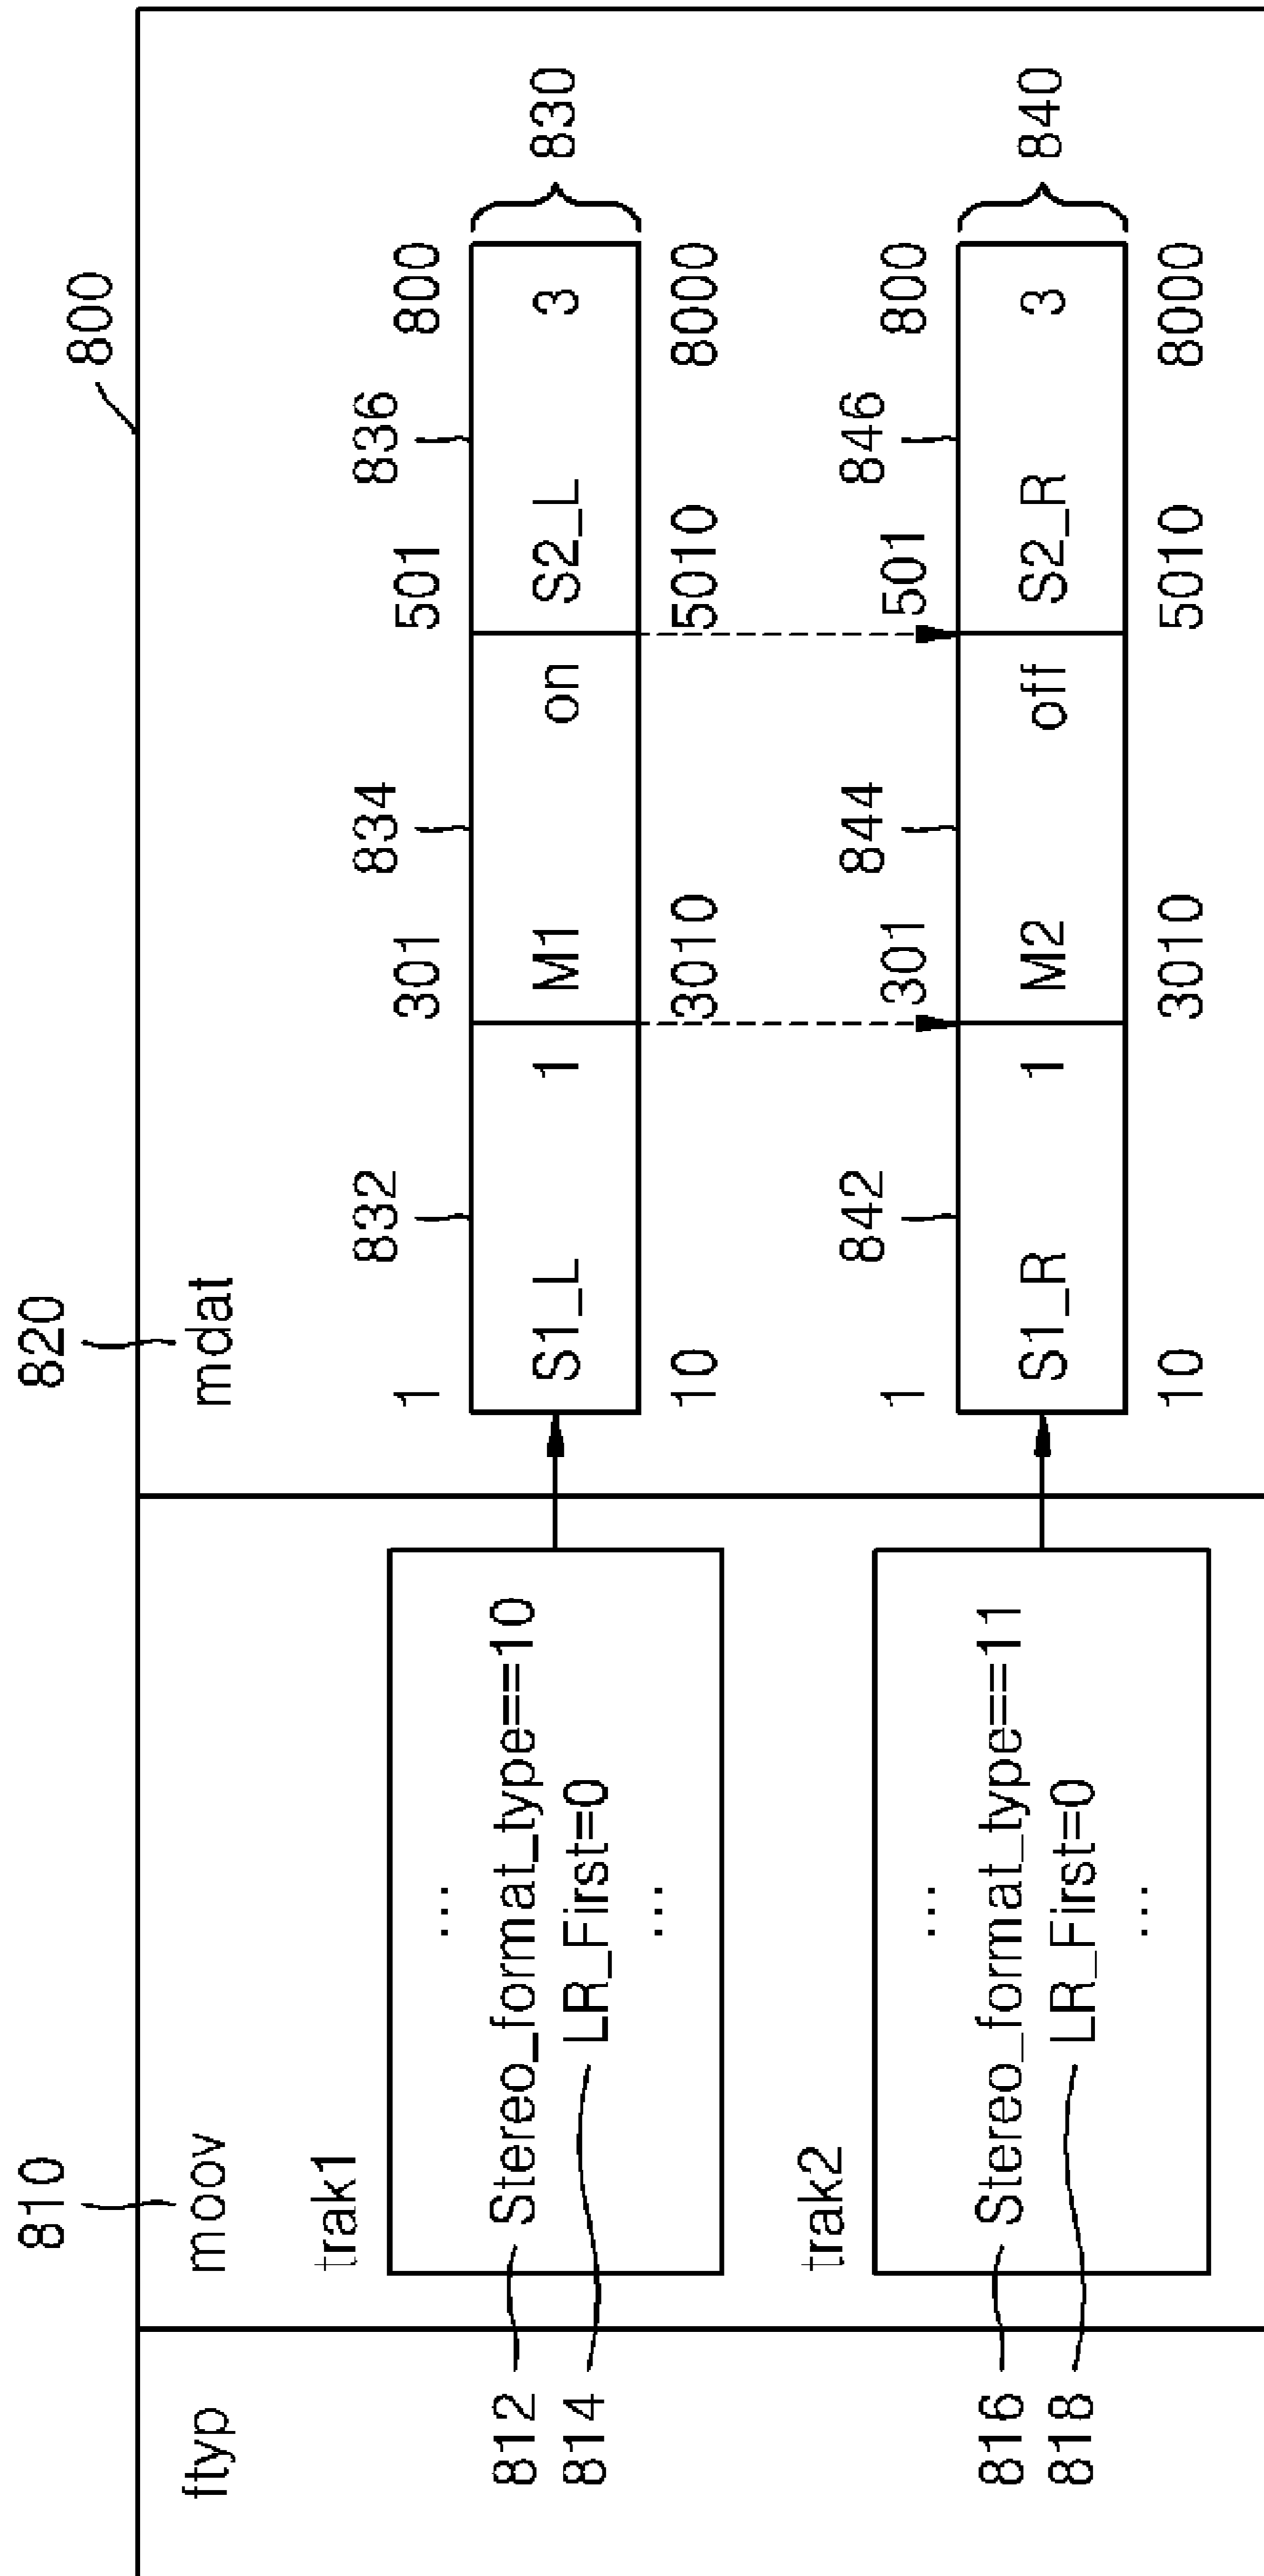 800
810
820
ftyp
moov
mdat
trak1
...
812
Stereo_format_type==10
814
LR_First=0
...
832
834
836
1
301
501
800
S1_L
1
M1
on
S2_L
3
830
10
3010
5010
8000
trak2
...
816
Stereo_format_type==11
818
LR_First=0
...
842
844
846
1
301
501
800
S1_R
1
M2
off
S2_R
3
840
10
3010
5010
8000